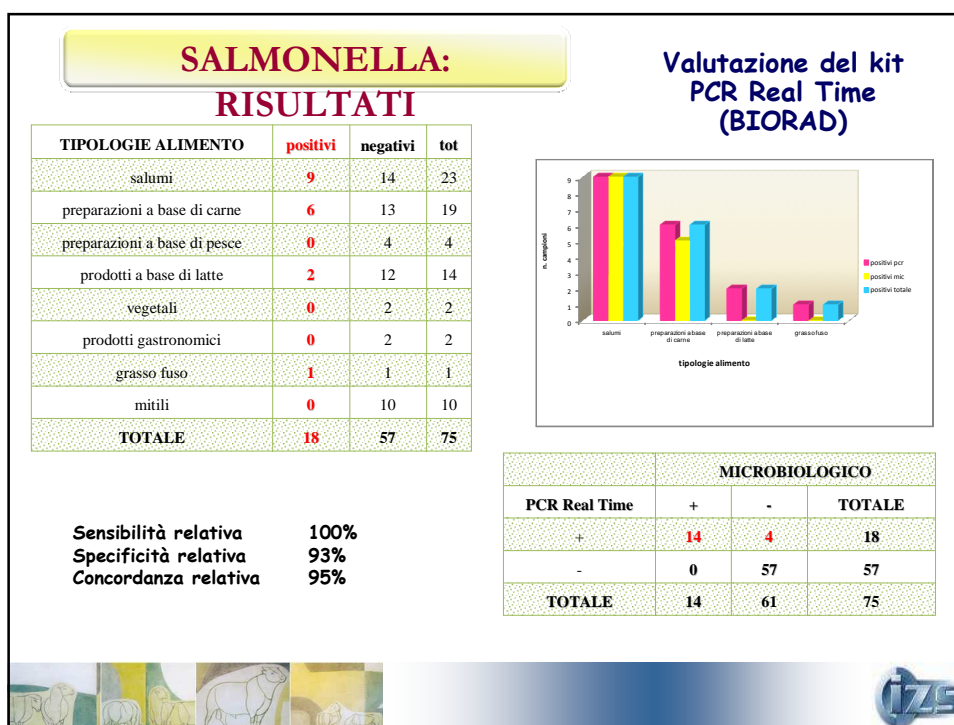 SALMONELLA:
RISULTATI
Valutazione del kit
PCR Real Time
(BIORAD)
TIPOLOGIE ALIMENTO positivi negativi tot
salumi 9 14 23
preparazioni a base di carne 6 13 19
preparazioni a base di pesce 0 4 4
prodotti a base di latte 2 12 14
vegetali 0 2 2
prodotti gastronomici 0 2 2
grasso fuso 1 1 1
mitili 0 10 10
TOTALE 18 57 75
n. campioni
9
8
7
6
5
4
3
2
1
0
salumi
preparazioni a base
di carne
preparazioni a base
di latte
grasso fuso
tipologie alimento
positivi pcr
positivi mic
positivi totale
MICROBIOLOGICO
PCR Real Time + - TOTALE
+ 14 4 18
- 0 57 57
TOTALE 14 61 75
Sensibilità relativa 100%
Specificità relativa 93%
Concordanza relativa 95%
izs